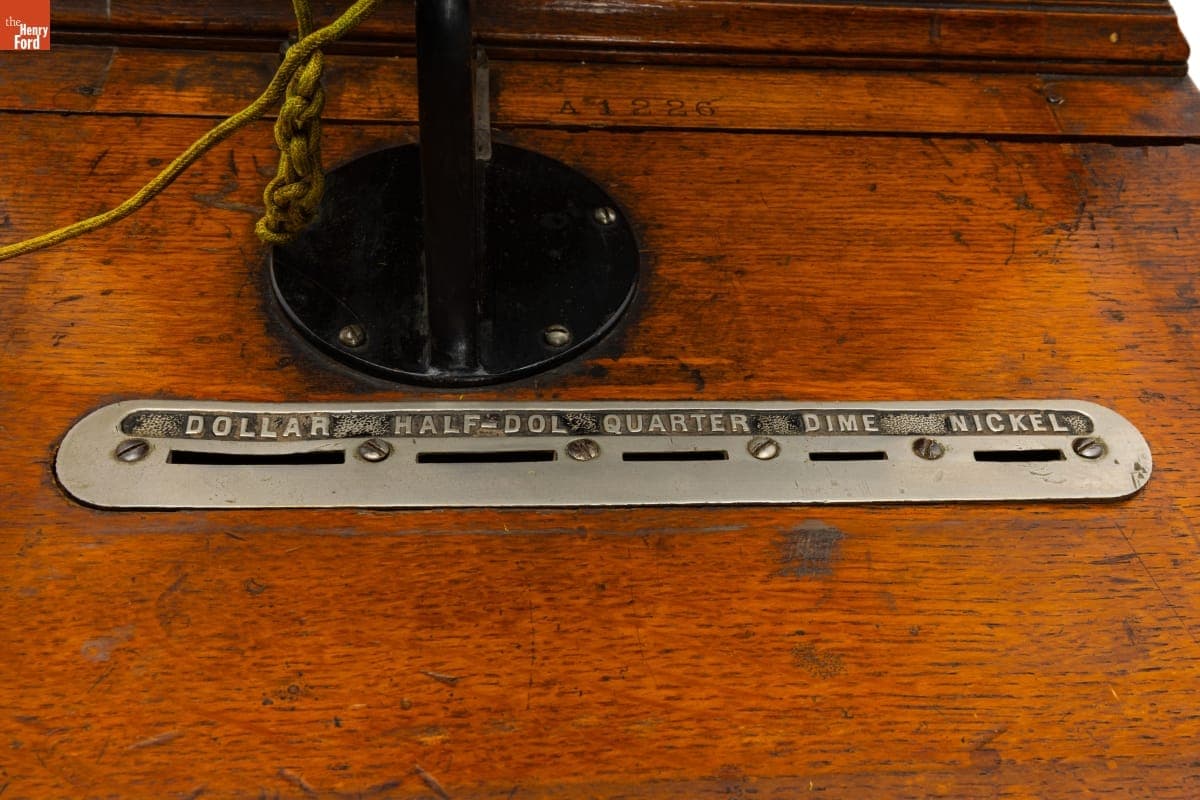 the
Henry
Ford
A1226
DOLLAR HALF-DOL QUARTER DIME NICKEL